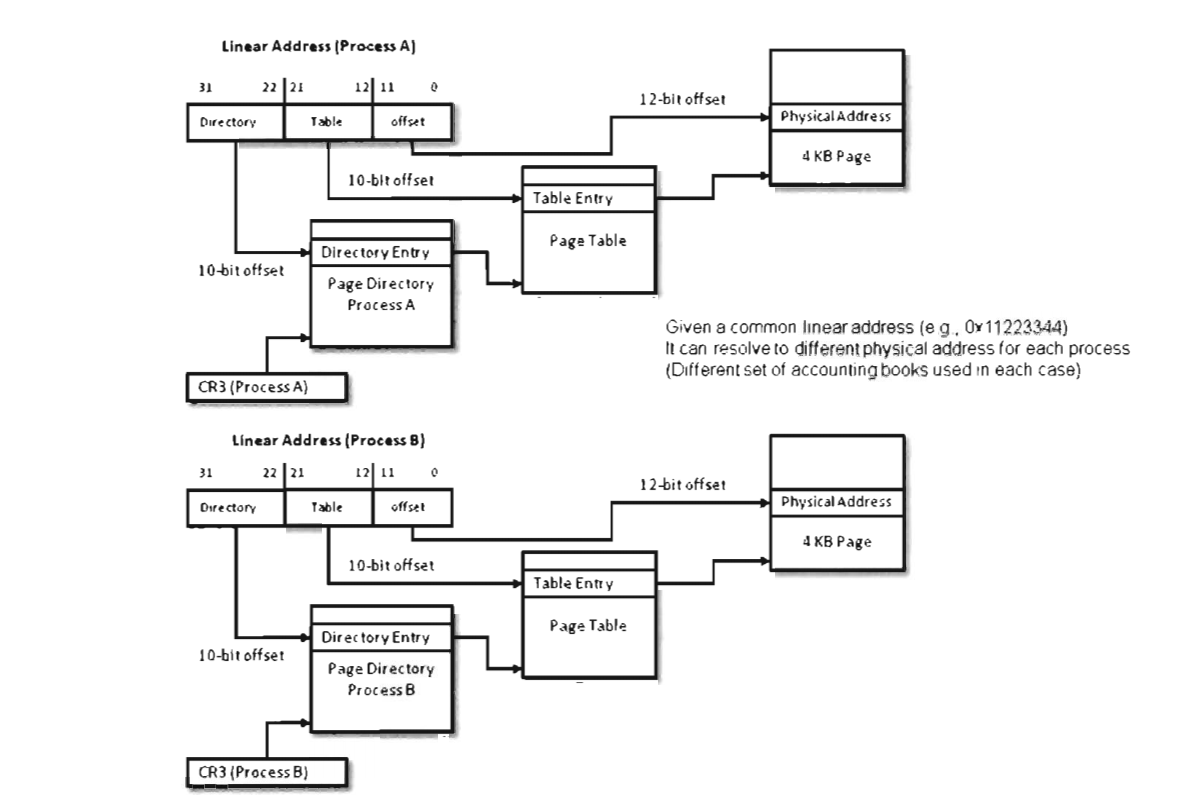 Linear Address (Process A)
31 22 21 12 11 0
Directory Table offset
12-bit offset
Physical Address
4 KB Page
10-bit offset
Table Entry
Page Table
Directory Entry
10-bit offset
Page Directory
Process A
CR3 (Process A)
Given a common linear address (e g., 0x11223344)
It can resolve to different physical address for each process
(Different set of accounting books used in each case)
Linear Address (Process B)
31 22 21 12 11 0
Directory Table offset
12-bit offset
Physical Address
4 KB Page
10-bit offset
Table Entry
Page Table
Directory Entry
10-bit offset
Page Directory
Process B
CR3 (Process B)